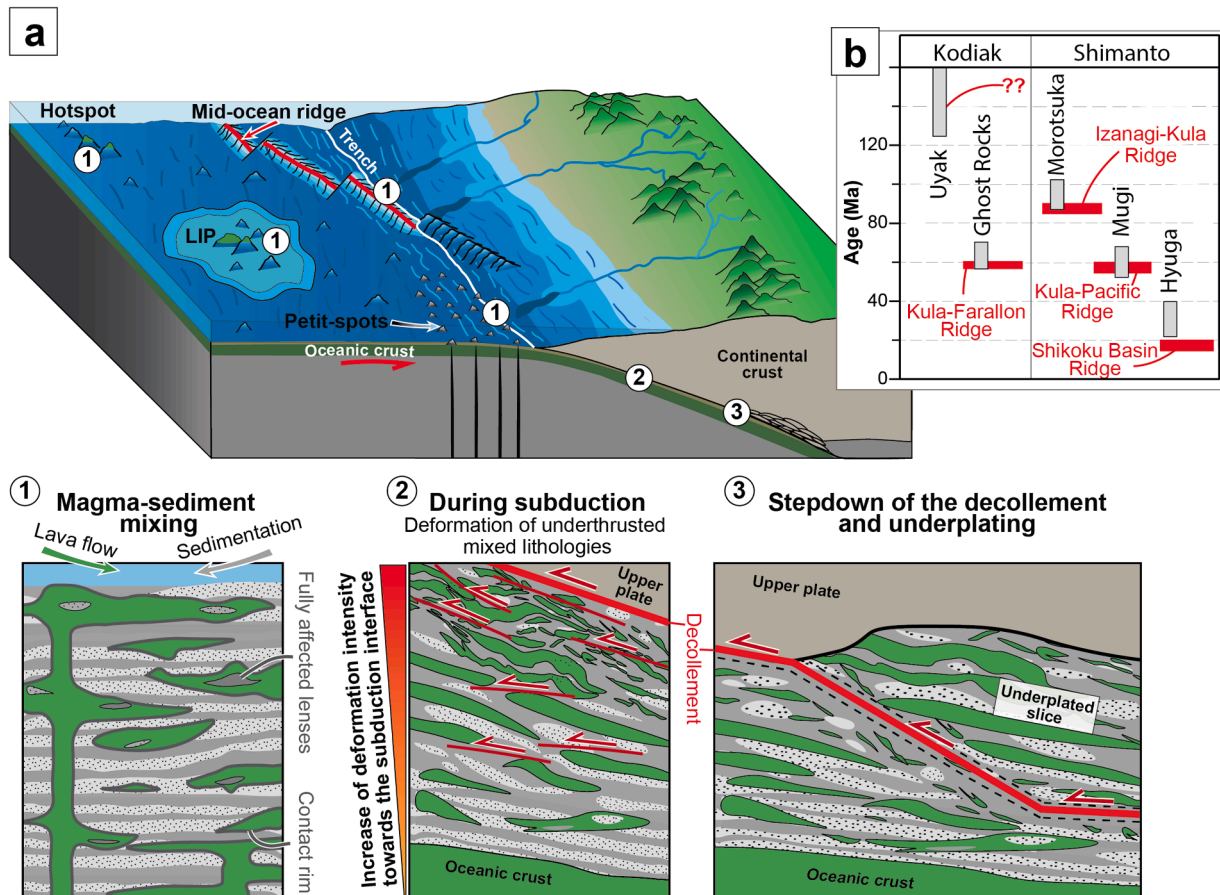 a
Hotspot
Mid-ocean ridge
Trench
1
1
LIP
1
1
Petit-spots
Oceanic crust
Continental
crust
2
3
b
Kodiak
Shimanto
Age (Ma)
120
80
60
40
0
??
Uyak
Ghost Rocks
Kula-Farallon
Ridge
Morotsuka
Izanagi-Kula
Ridge
Mugi
Kula-Pacific
Ridge
Hyuga
Shikoku Basin
Ridge
1
Magma-sediment
mixing
Lava flow
Sedimentation
Fully affected lenses
Contact rim
2
During subduction
Deformation of underthrusted
mixed lithologies
Increase of deformation intensity
towards the subduction interface
Upper
plate
Decollement
Oceanic crust
3
Stepdown of the decollement
and underplating
Upper plate
Underplated
slice
Oceanic crust